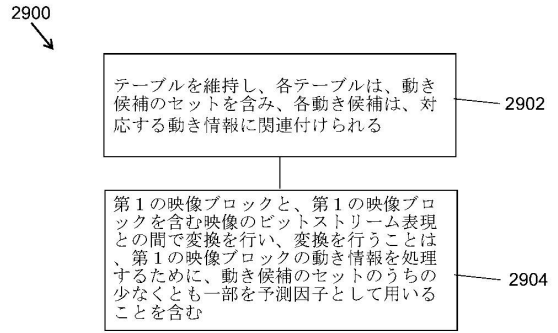 2900
テーブルを維持し、各テーブルは、動き
候補のセットを含み、各動き候補は、対
応する動き情報に関連付けられる
2902
第１の映像ブロックと、第１の映像ブロ
ックを含む映像のビットストリーム表現
との間で変換を行い、変換を行うことは
、第１の映像ブロックの動き情報を処理
するために、動き候補のセットのうちの
少なくとも一部を予測因子として用いる
ことを含む
2904